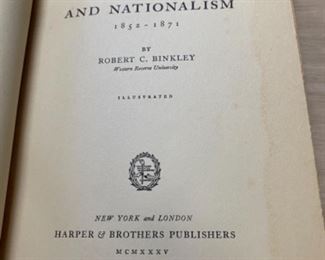 AND NATIONALISM
1852-1871
BY
ROBERT C. BINKLEY
Western Reserve University
ILLUSTRATED
NEW YORK and LONDON
HARPER & BROTHERS PUBLISHERS
MCMXXXV